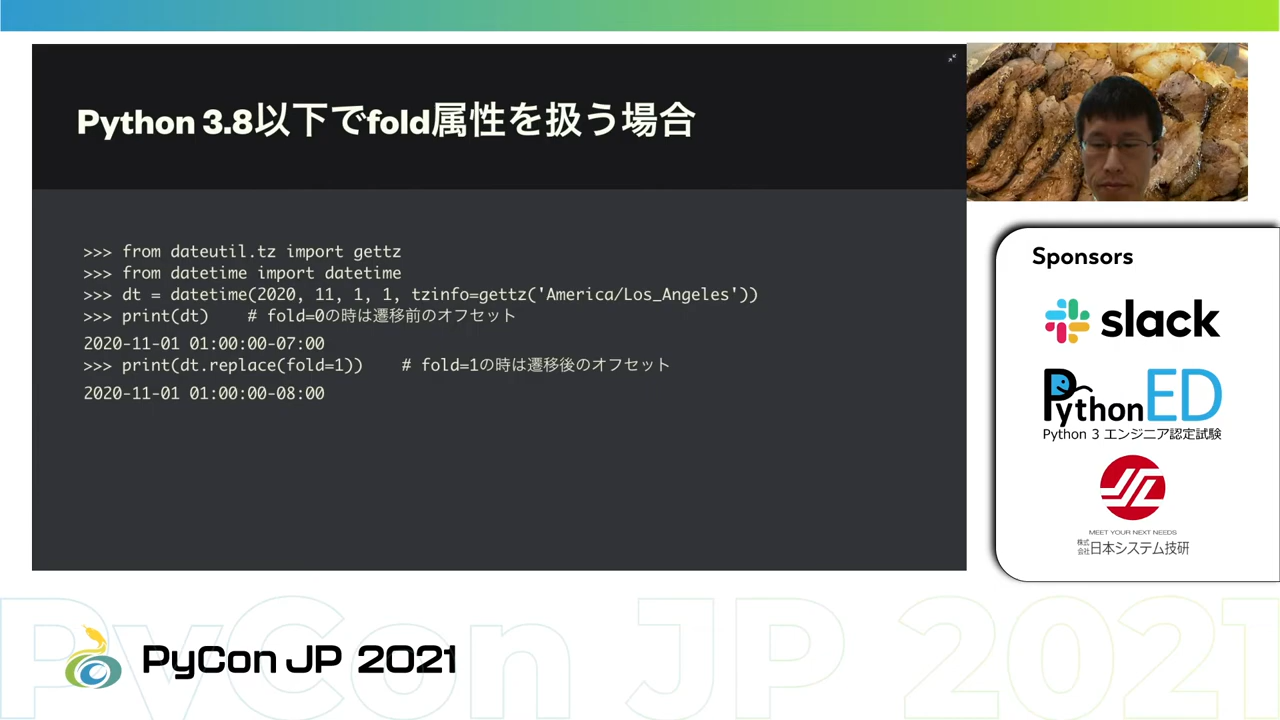 Python 3.8以下でfold属性を扱う場合
>>> from dateutil.tz import gettz
>>> from datetime import datetime
>>> dt = datetime(2020, 11, 1, 1, tzinfo=gettz('America/Los_Angeles'))
>>> print(dt)    # fold=0の時は遷移前のオフセット
2020-11-01 01:00:00-07:00
>>> print(dt.replace(fold=1))    # fold=1の時は遷移後のオフセット
2020-11-01 01:00:00-08:00
Sponsors
slack
PythonED
Python 3 エンジニア認定試験
MEET YOUR NEXT NEEDS
株式会社日本システム技研
PyCon JP 2021
PyCon JP 2021